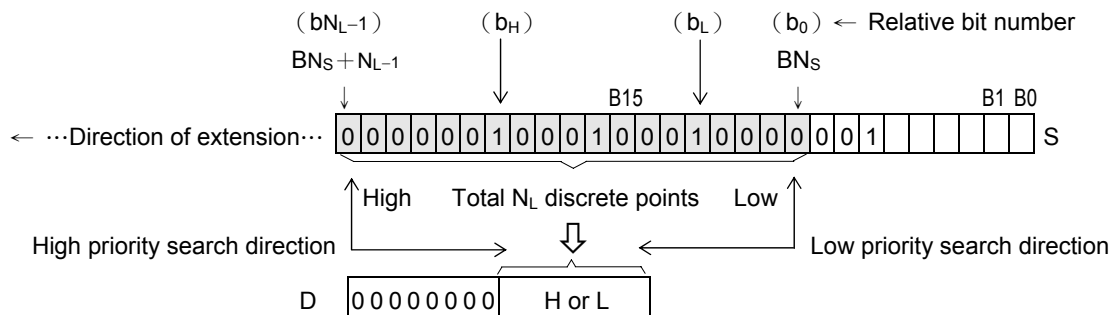 (bNL−1) (bH) (bL) (b0) ← Relative bit number
BNS＋NL−1 BNS
B15 B1 B0
← ⋯Direction of extension⋯ 0 0 0 0 0 0 1 0 0 0 1 0 0 0 1 0 0 0 0 0 0 1 S
High Total NL discrete points Low
High priority search direction Low priority search direction
D 0 0 0 0 0 0 0 0 H or L